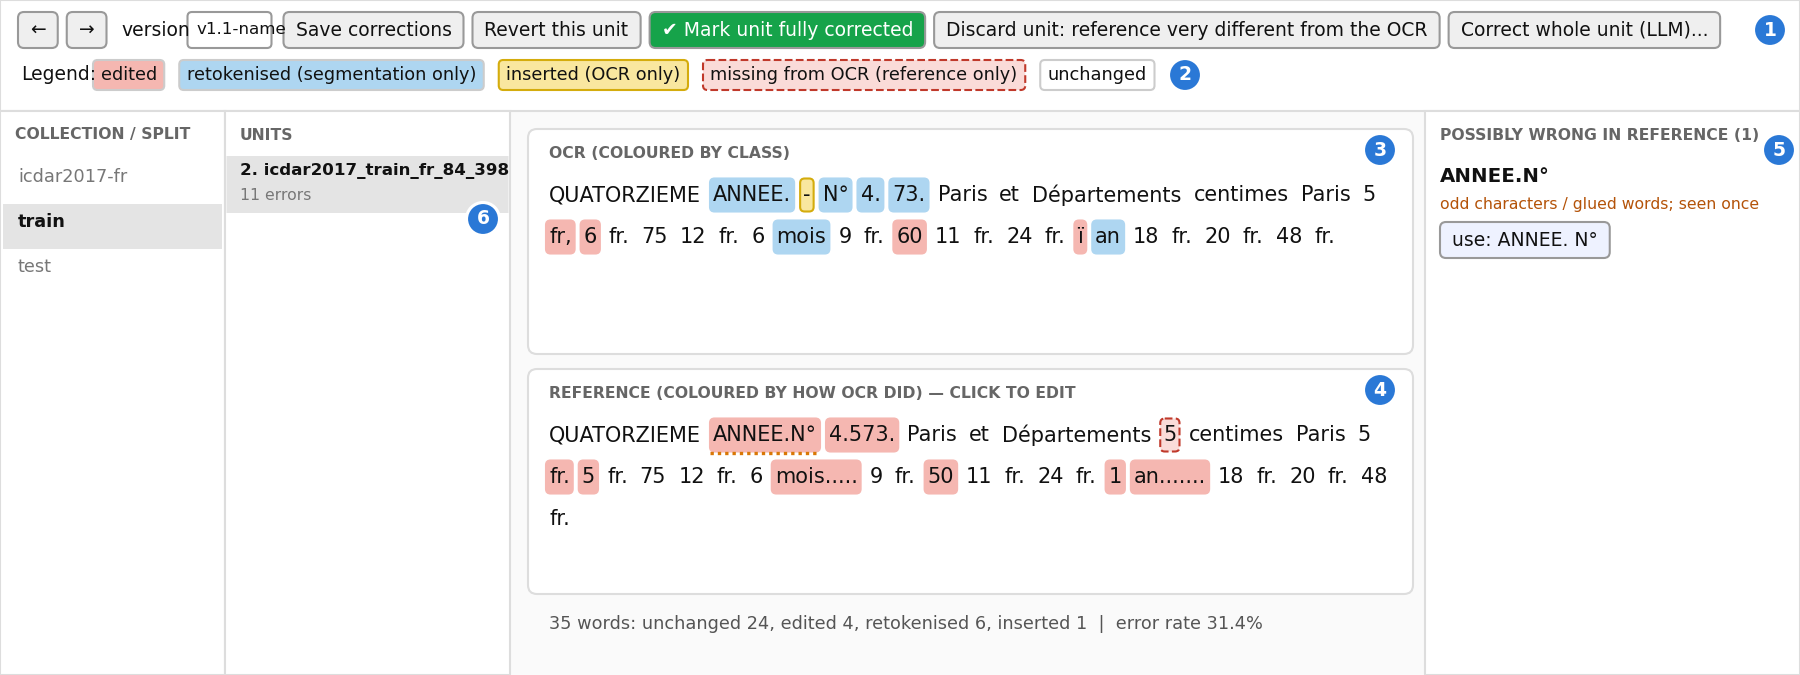 ← → version v1.1-name Save corrections Revert this unit ✔ Mark unit fully corrected Discard unit: reference very different from the OCR Correct whole unit (LLM)... 1
Legend: edited retokenised (segmentation only) inserted (OCR only) missing from OCR (reference only) unchanged 2
COLLECTION / SPLIT
icdar2017-fr
train
test
UNITS
2. icdar2017_train_fr_84_398
11 errors
6
OCR (COLOURED BY CLASS) 3
QUATORZIEME ANNEE. - N° 4. 73. Paris et Départements centimes Paris 5
fr, 6 fr. 75 12 fr. 6 mois 9 fr. 60 11 fr. 24 fr. ï an 18 fr. 20 fr. 48 fr.
REFERENCE (COLOURED BY HOW OCR DID) — CLICK TO EDIT 4
QUATORZIEME ANNEE.N° 4.573. Paris et Départements 5 centimes Paris 5
fr. 5 fr. 75 12 fr. 6 mois..... 9 fr. 50 11 fr. 24 fr. 1 an....... 18 fr. 20 fr. 48
fr.
35 words: unchanged 24, edited 4, retokenised 6, inserted 1 | error rate 31.4%
POSSIBLY WRONG IN REFERENCE (1) 5
ANNEE.N°
odd characters / glued words; seen once
use: ANNEE. N°